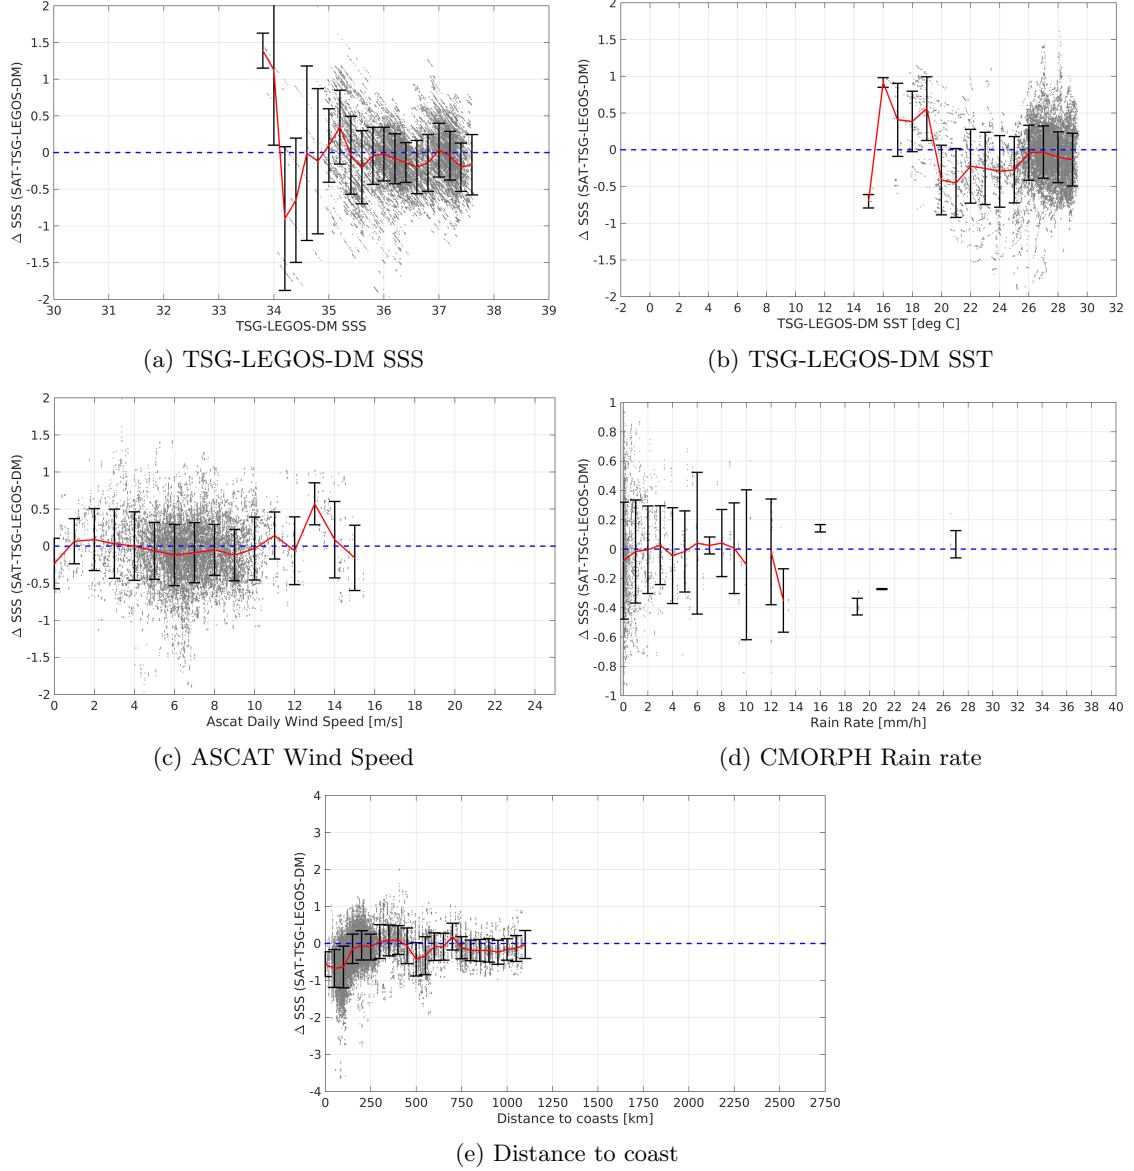 2
1.5
1
0.5
0
-0.5
-1
-1.5
-2
Δ SSS (SAT-TSG-LEGOS-DM)
30 31 32 33 34 35 36 37 38 39
TSG-LEGOS-DM SSS
(a) TSG-LEGOS-DM SSS
2
1.5
1
0.5
0
-0.5
-1
-1.5
-2
Δ SSS (SAT-TSG-LEGOS-DM)
-2 0 2 4 6 8 10 12 14 16 18 20 22 24 26 28 30 32
TSG-LEGOS-DM SST [deg C]
(b) TSG-LEGOS-DM SST
2
1.5
1
0.5
0
-0.5
-1
-1.5
-2
Δ SSS (SAT-TSG-LEGOS-DM)
0 2 4 6 8 10 12 14 16 18 20 22 24
Ascat Daily Wind Speed [m/s]
(c) ASCAT Wind Speed
1
0.8
0.6
0.4
0.2
0
-0.2
-0.4
-0.6
-0.8
-1
Δ SSS (SAT-TSG-LEGOS-DM)
0 2 4 6 8 10 12 14 16 18 20 22 24 26 28 30 32 34 36 38 40
Rain Rate [mm/h]
(d) CMORPH Rain rate
4
3
2
1
0
-1
-2
-3
-4
Δ SSS (SAT-TSG-LEGOS-DM)
0 250 500 750 1000 1250 1500 1750 2000 2250 2500 2750
Distance to coasts [km]
(e) Distance to coast